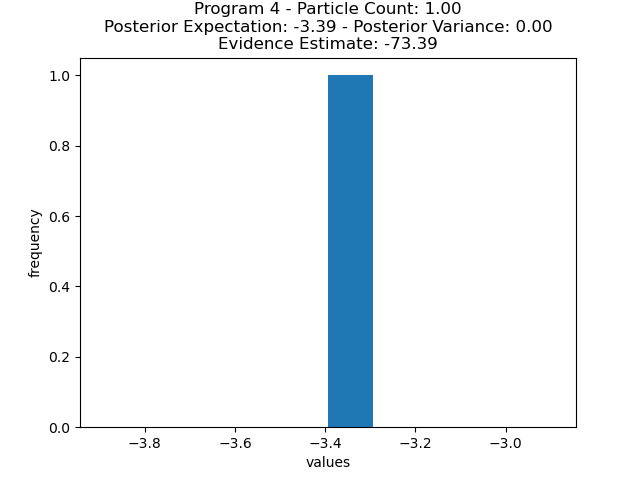 Program 4 - Particle Count: 1.00
Posterior Expectation: -3.39 - Posterior Variance: 0.00
Evidence Estimate: -73.39
1.0
0.8
0.6
0.4
0.2
0.0
frequency
−3.8 −3.6 −3.4 −3.2 −3.0
values